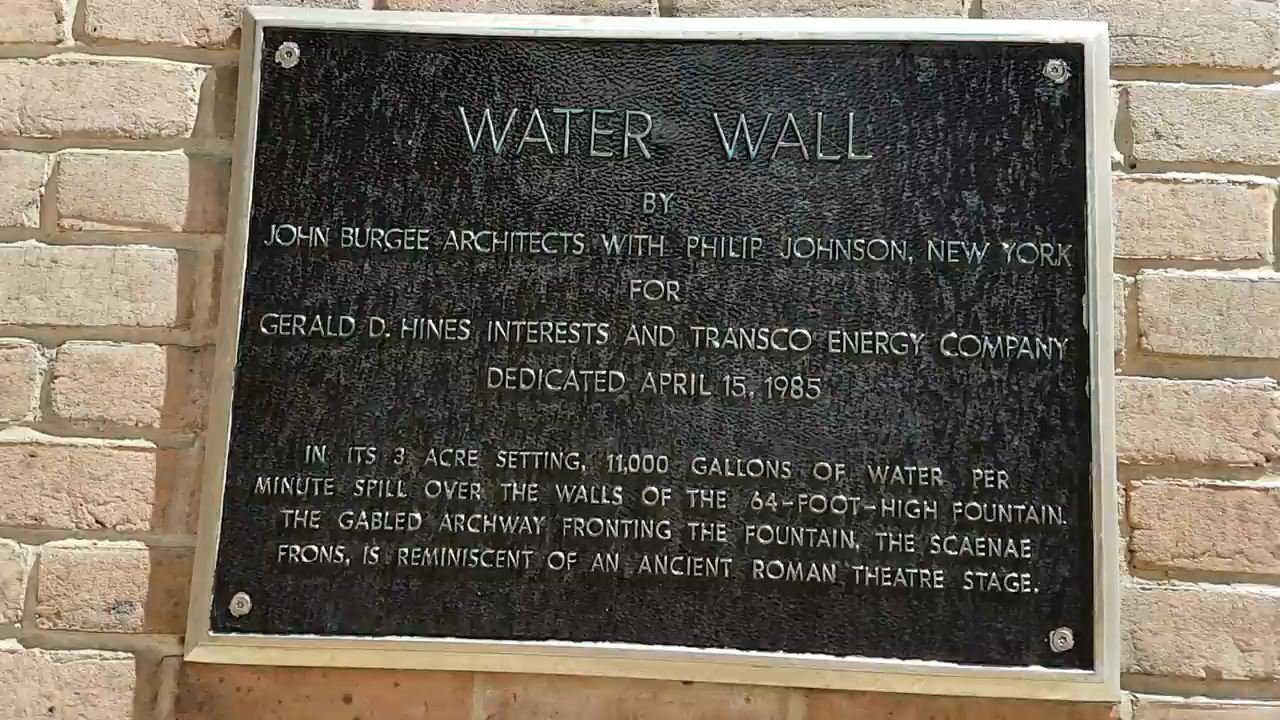 WATER WALL
BY
JOHN BURGEE ARCHITECTS WITH PHILIP JOHNSON, NEW YORK
FOR
GERALD D. HINES INTERESTS AND TRANSCO ENERGY COMPANY
DEDICATED APRIL 15, 1985
IN ITS 3 ACRE SETTING, 11,000 GALLONS OF WATER PER
MINUTE SPILL OVER THE WALLS OF THE 64-FOOT-HIGH FOUNTAIN.
THE GABLED ARCHWAY FRONTING THE FOUNTAIN, THE SCAENAE
FRONS, IS REMINISCENT OF AN ANCIENT ROMAN THEATRE STAGE.